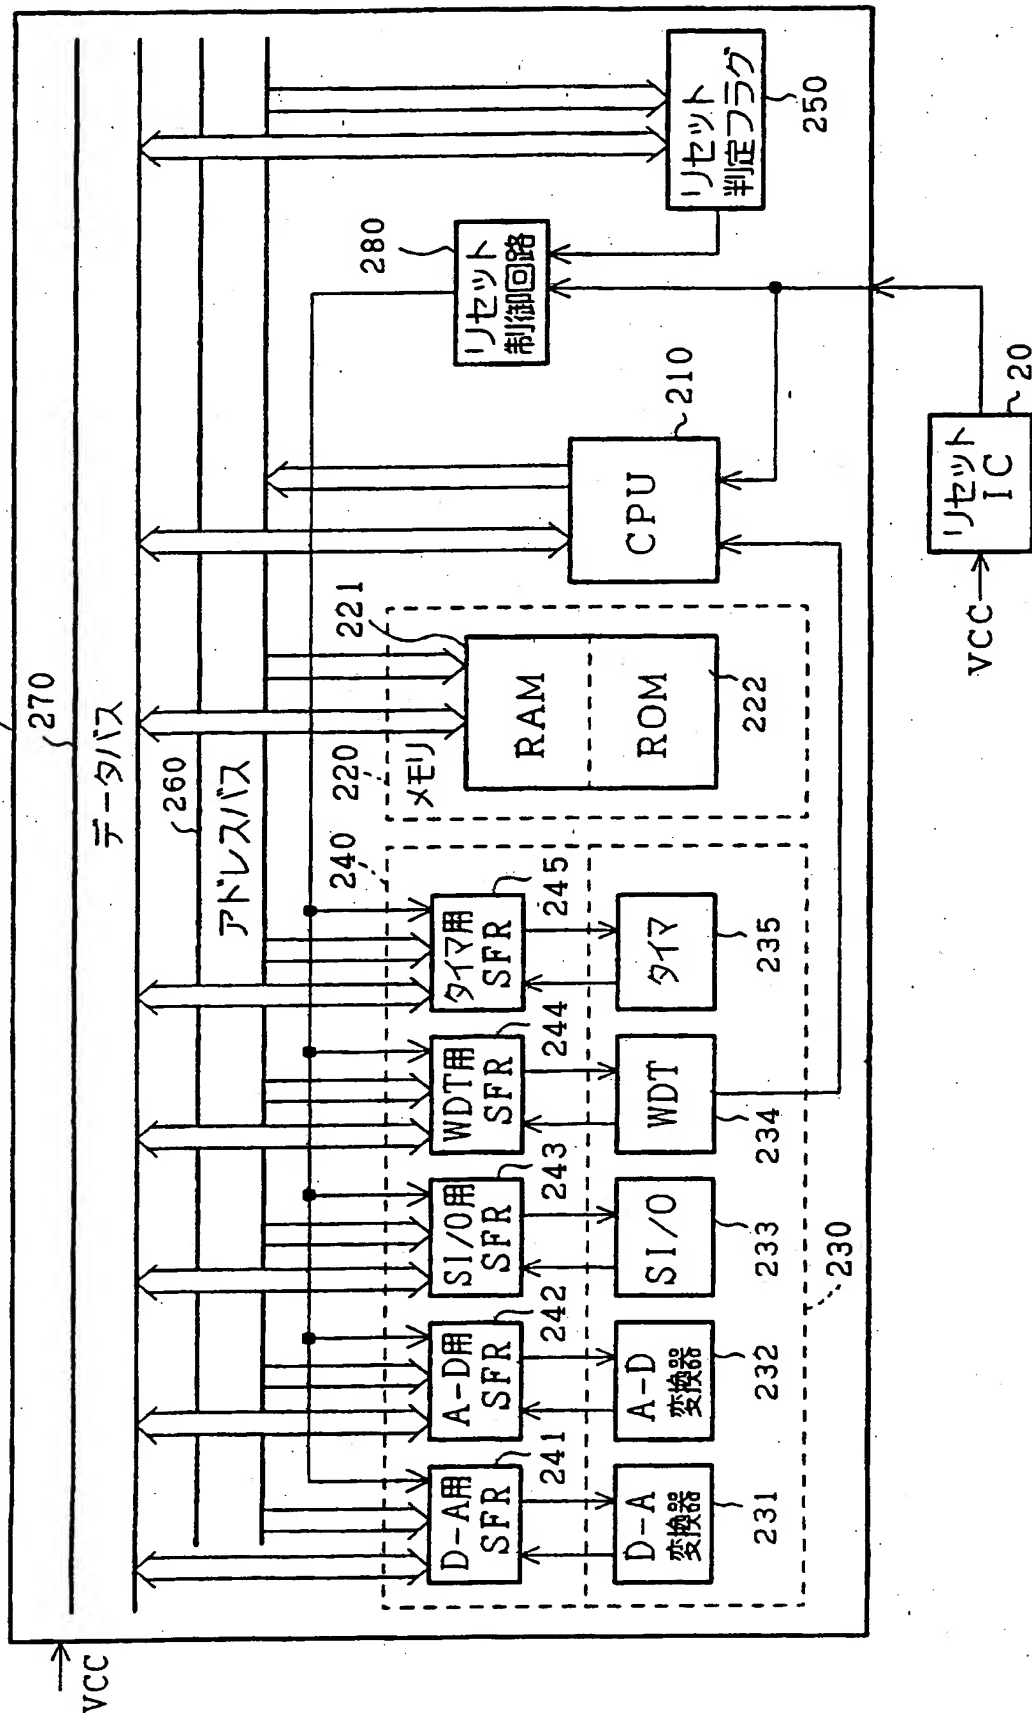 270
データバス
260
アドレスバス
240
220
メモリ
221
280
リセット
制御回路
210
CPU
RAM
ROM
222
リセット
判定フラグ
250
D-A用
SFR
241
A-D用
SFR
242
SI/O用
SFR
243
WDT用
SFR
244
タイマ用
SFR
245
D-A
変換器
231
A-D
変換器
232
SI/O
233
WDT
234
タイマ
235
230
VCC
VCC
リセット
IC
20